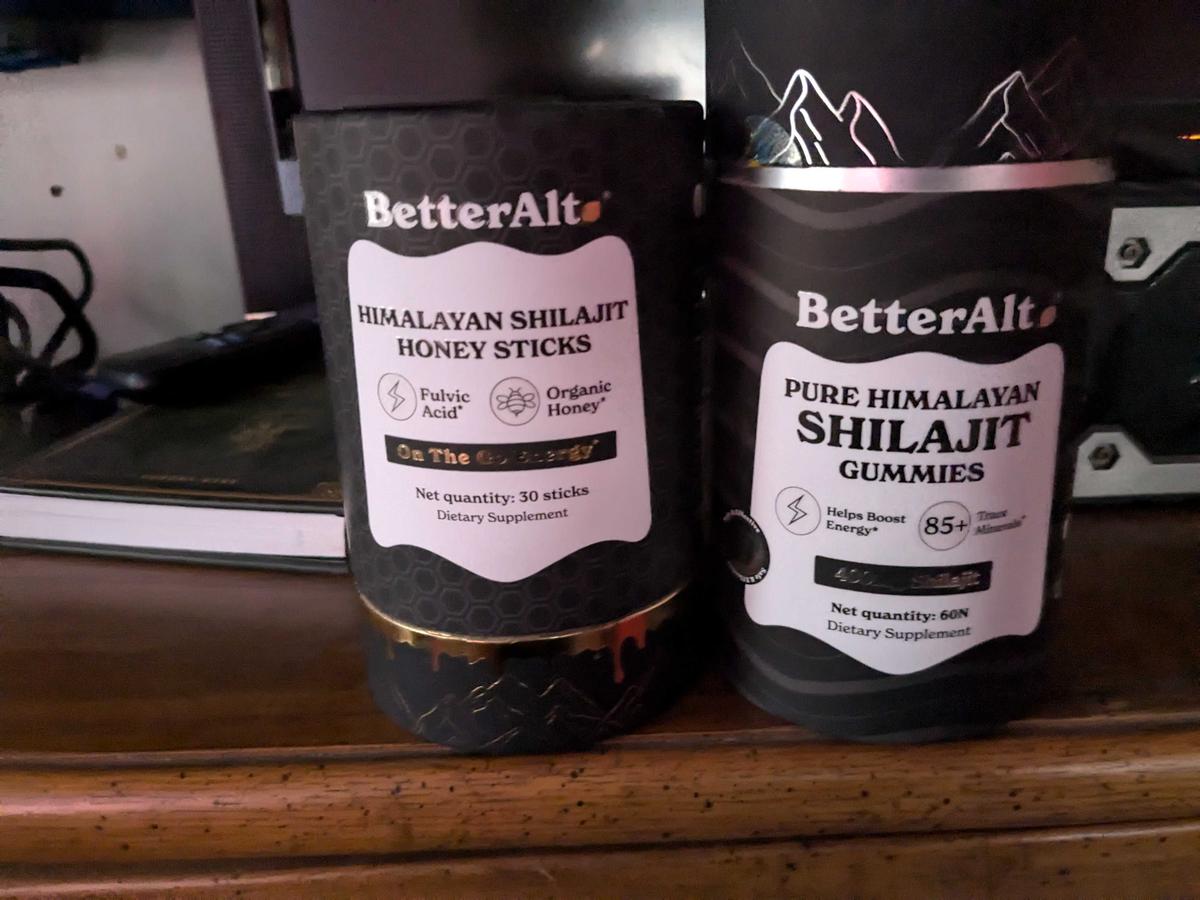 BetterAlt
HIMALAYAN SHILAJIT
HONEY STICKS
Fulvic
Acid*
Organic
Honey*
On The Go Energy*
Net quantity: 30 sticks
Dietary Supplement
BetterAlt
PURE HIMALAYAN
SHILAJIT
GUMMIES
Helps Boost
Energy*
85+
Trace
Minerals*
Shilajit
Net quantity: 60N
Dietary Supplement